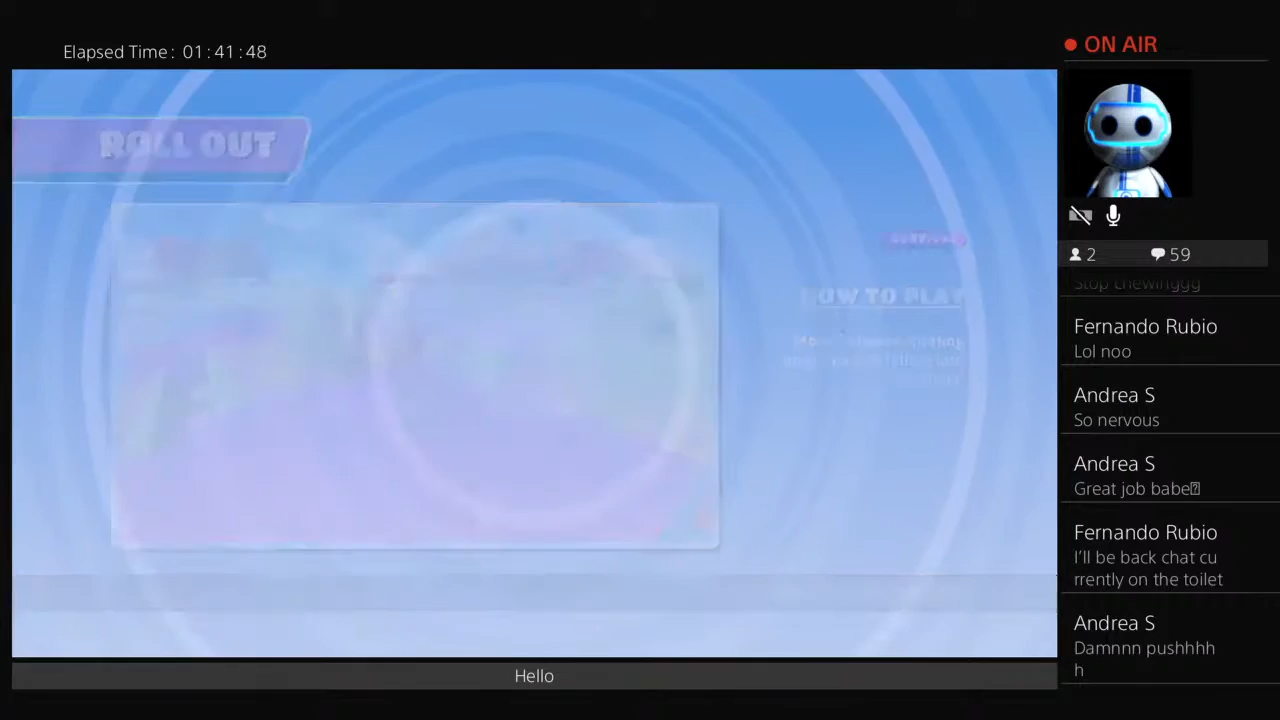 Elapsed Time: 01:41:48
ON AIR
ROLL OUT
2
59
Stop chewinggg
HOW TO PLAY
Fernando Rubio
Lol noo
Andrea S
So nervous
Andrea S
Great job babe
Fernando Rubio
I'll be back chat cu
rrently on the toilet
Andrea S
Damnnn pushhhh
h
Hello